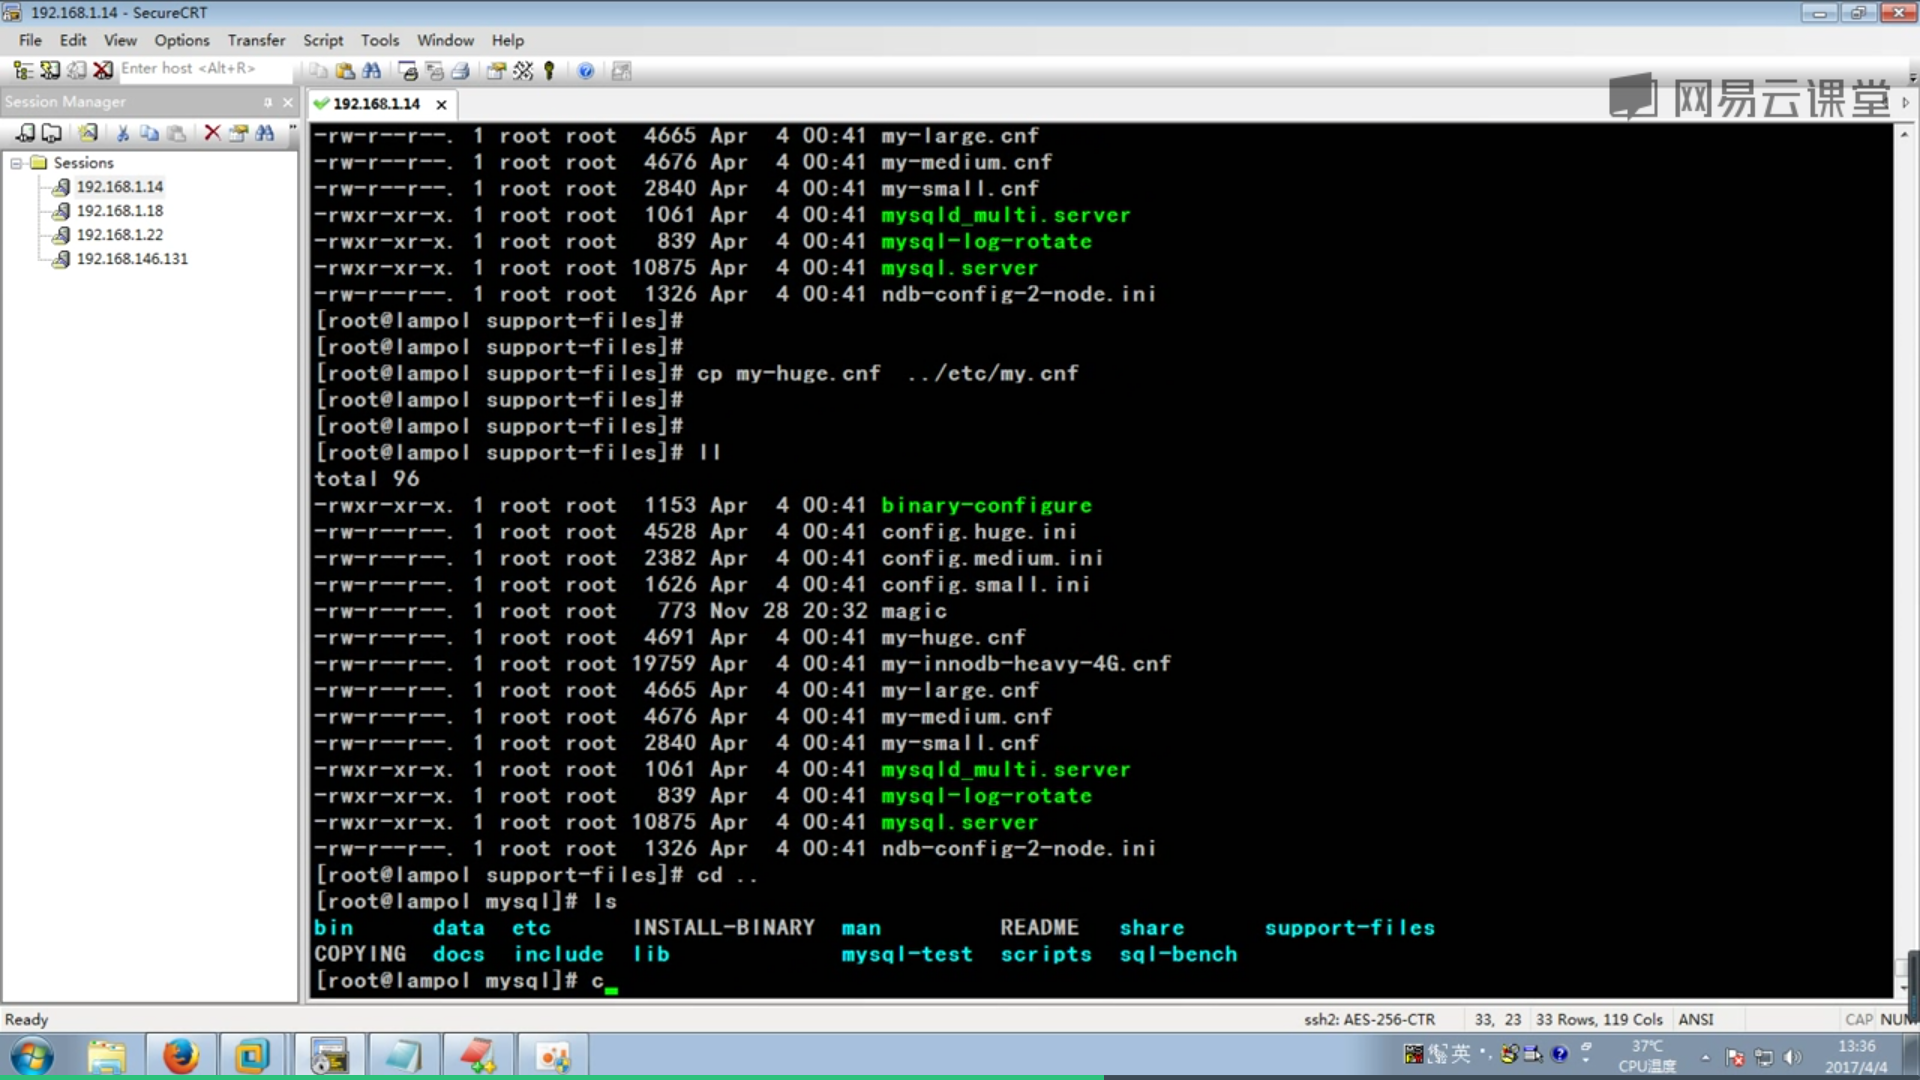 192.168.1.14 - SecureCRT
File Edit View Options Transfer Script Tools Window Help
Enter host <Alt+R>
Session Manager
192.168.1.14
网易云课堂
Sessions
192.168.1.14
192.168.1.18
192.168.1.22
192.168.146.131
-rw-r--r--. 1 root root 4665 Apr 4 00:41 my-large.cnf
-rw-r--r--. 1 root root 4676 Apr 4 00:41 my-medium.cnf
-rw-r--r--. 1 root root 2840 Apr 4 00:41 my-small.cnf
-rwxr-xr-x. 1 root root 1061 Apr 4 00:41 mysqld_multi.server
-rwxr-xr-x. 1 root root 839 Apr 4 00:41 mysql-log-rotate
-rwxr-xr-x. 1 root root 10875 Apr 4 00:41 mysql.server
-rw-r--r--. 1 root root 1326 Apr 4 00:41 ndb-config-2-node.ini
[root@lampol support-files]#
[root@lampol support-files]#
[root@lampol support-files]# cp my-huge.cnf ../etc/my.cnf
[root@lampol support-files]#
[root@lampol support-files]#
[root@lampol support-files]# ll
total 96
-rwxr-xr-x. 1 root root 1153 Apr 4 00:41 binary-configure
-rw-r--r--. 1 root root 4528 Apr 4 00:41 config.huge.ini
-rw-r--r--. 1 root root 2382 Apr 4 00:41 config.medium.ini
-rw-r--r--. 1 root root 1626 Apr 4 00:41 config.small.ini
-rw-r--r--. 1 root root 773 Nov 28 20:32 magic
-rw-r--r--. 1 root root 4691 Apr 4 00:41 my-huge.cnf
-rw-r--r--. 1 root root 19759 Apr 4 00:41 my-innodb-heavy-4G.cnf
-rw-r--r--. 1 root root 4665 Apr 4 00:41 my-large.cnf
-rw-r--r--. 1 root root 4676 Apr 4 00:41 my-medium.cnf
-rw-r--r--. 1 root root 2840 Apr 4 00:41 my-small.cnf
-rwxr-xr-x. 1 root root 1061 Apr 4 00:41 mysqld_multi.server
-rwxr-xr-x. 1 root root 839 Apr 4 00:41 mysql-log-rotate
-rwxr-xr-x. 1 root root 10875 Apr 4 00:41 mysql.server
-rw-r--r--. 1 root root 1326 Apr 4 00:41 ndb-config-2-node.ini
[root@lampol support-files]# cd ..
[root@lampol mysql]# ls
bin data etc INSTALL-BINARY man README share support-files
COPYING docs include lib mysql-test scripts sql-bench
[root@lampol mysql]# c
Ready ssh2: AES-256-CTR 33, 23 33 Rows, 119 Cols ANSI CAP NUM
英 37℃ 13:36
CPU温度 2017/4/4